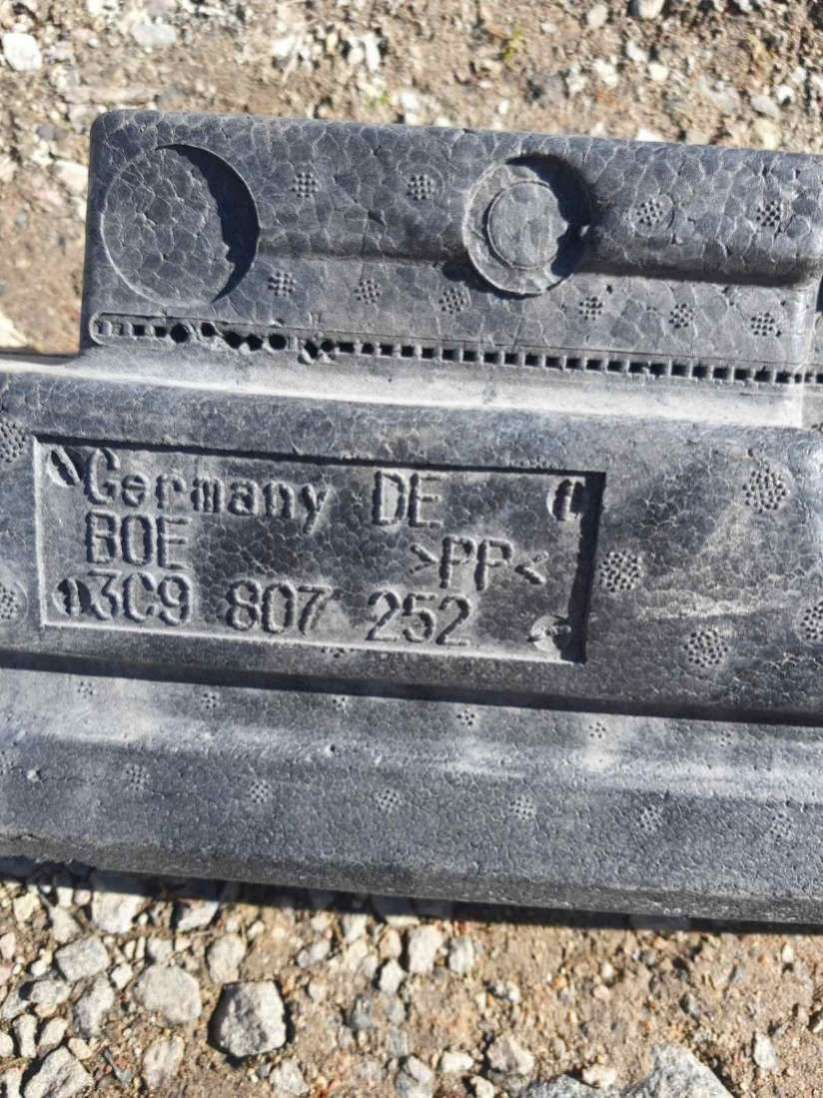 Germany DE
BOE >PP<
3C9 807 252